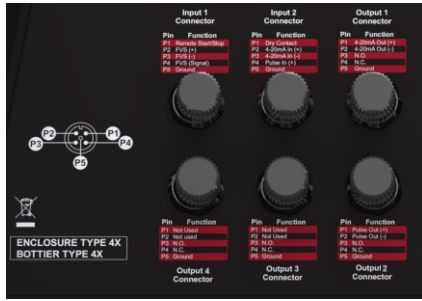 Input 1
Connector
Pin Function
P1 Remote Start/Stop
P2 FVS (+)
P3 FVS (-)
P4 FVS (Signal)
P5 Ground
Input 2
Connector
Pin Function
P1 Dry Contact
P2 4-20mA In (+)
P3 4-20mA In (-)
P4 Pulse In (+)
P5 Ground
Output 1
Connector
Pin Function
P1 4-20mA Out (+)
P2 4-20mA Out (-)
P3 N.O.
P4 N.C.
P5 Ground
P2
P1
P3
P4
P5
ENCLOSURE TYPE 4X
BOTTIER TYPE 4X
Pin Function
P1 Not Used
P2 Not used
P3 N.O.
P4 N.C.
P5 Ground
Output 4
Connector
Pin Function
P1 Not Used
P2 Not Used
P3 N.O.
P4 N.C.
P5 Ground
Output 3
Connector
Pin Function
P1 Pulse Out (+)
P2 Pulse Out (-)
P3 N.O.
P4 N.C.
P5 Ground
Output 2
Connector